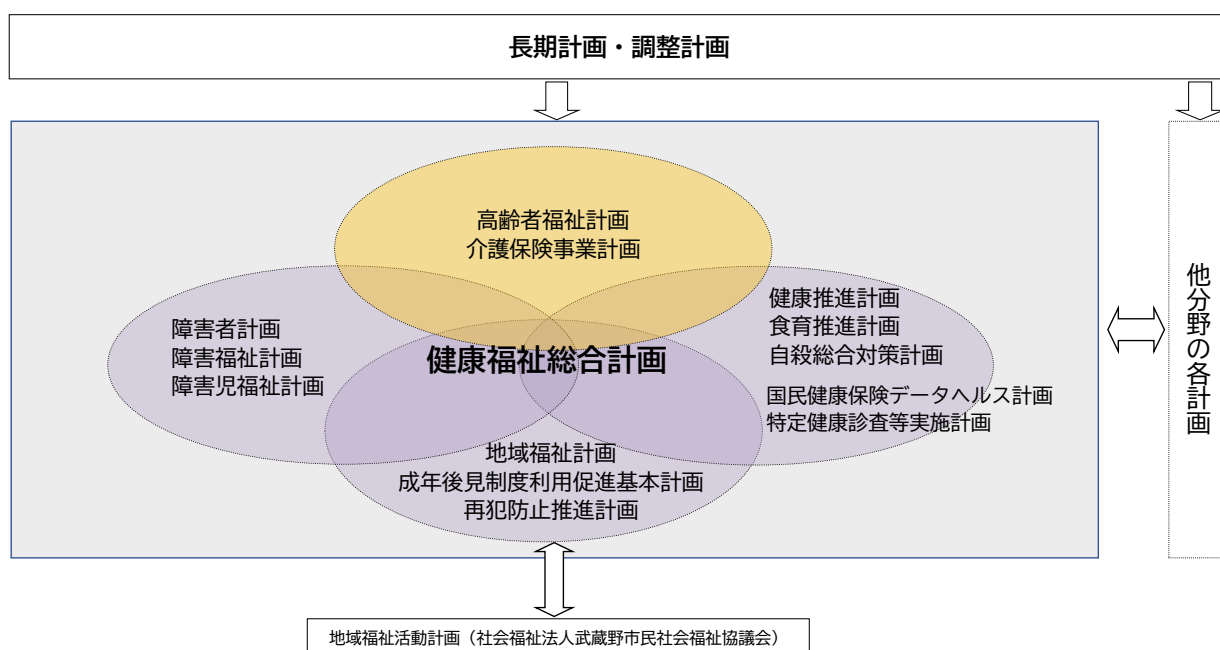 長期計画・調整計画
高齢者福祉計画
介護保険事業計画
障害者計画
障害福祉計画
障害児福祉計画
健康福祉総合計画
健康推進計画
食育推進計画
自殺総合対策計画
国民健康保険データヘルス計画
特定健康診査等実施計画
地域福祉計画
成年後見制度利用促進基本計画
再犯防止推進計画
他分野の各計画
地域福祉活動計画（社会福祉法人武蔵野市民社会福祉協議会）